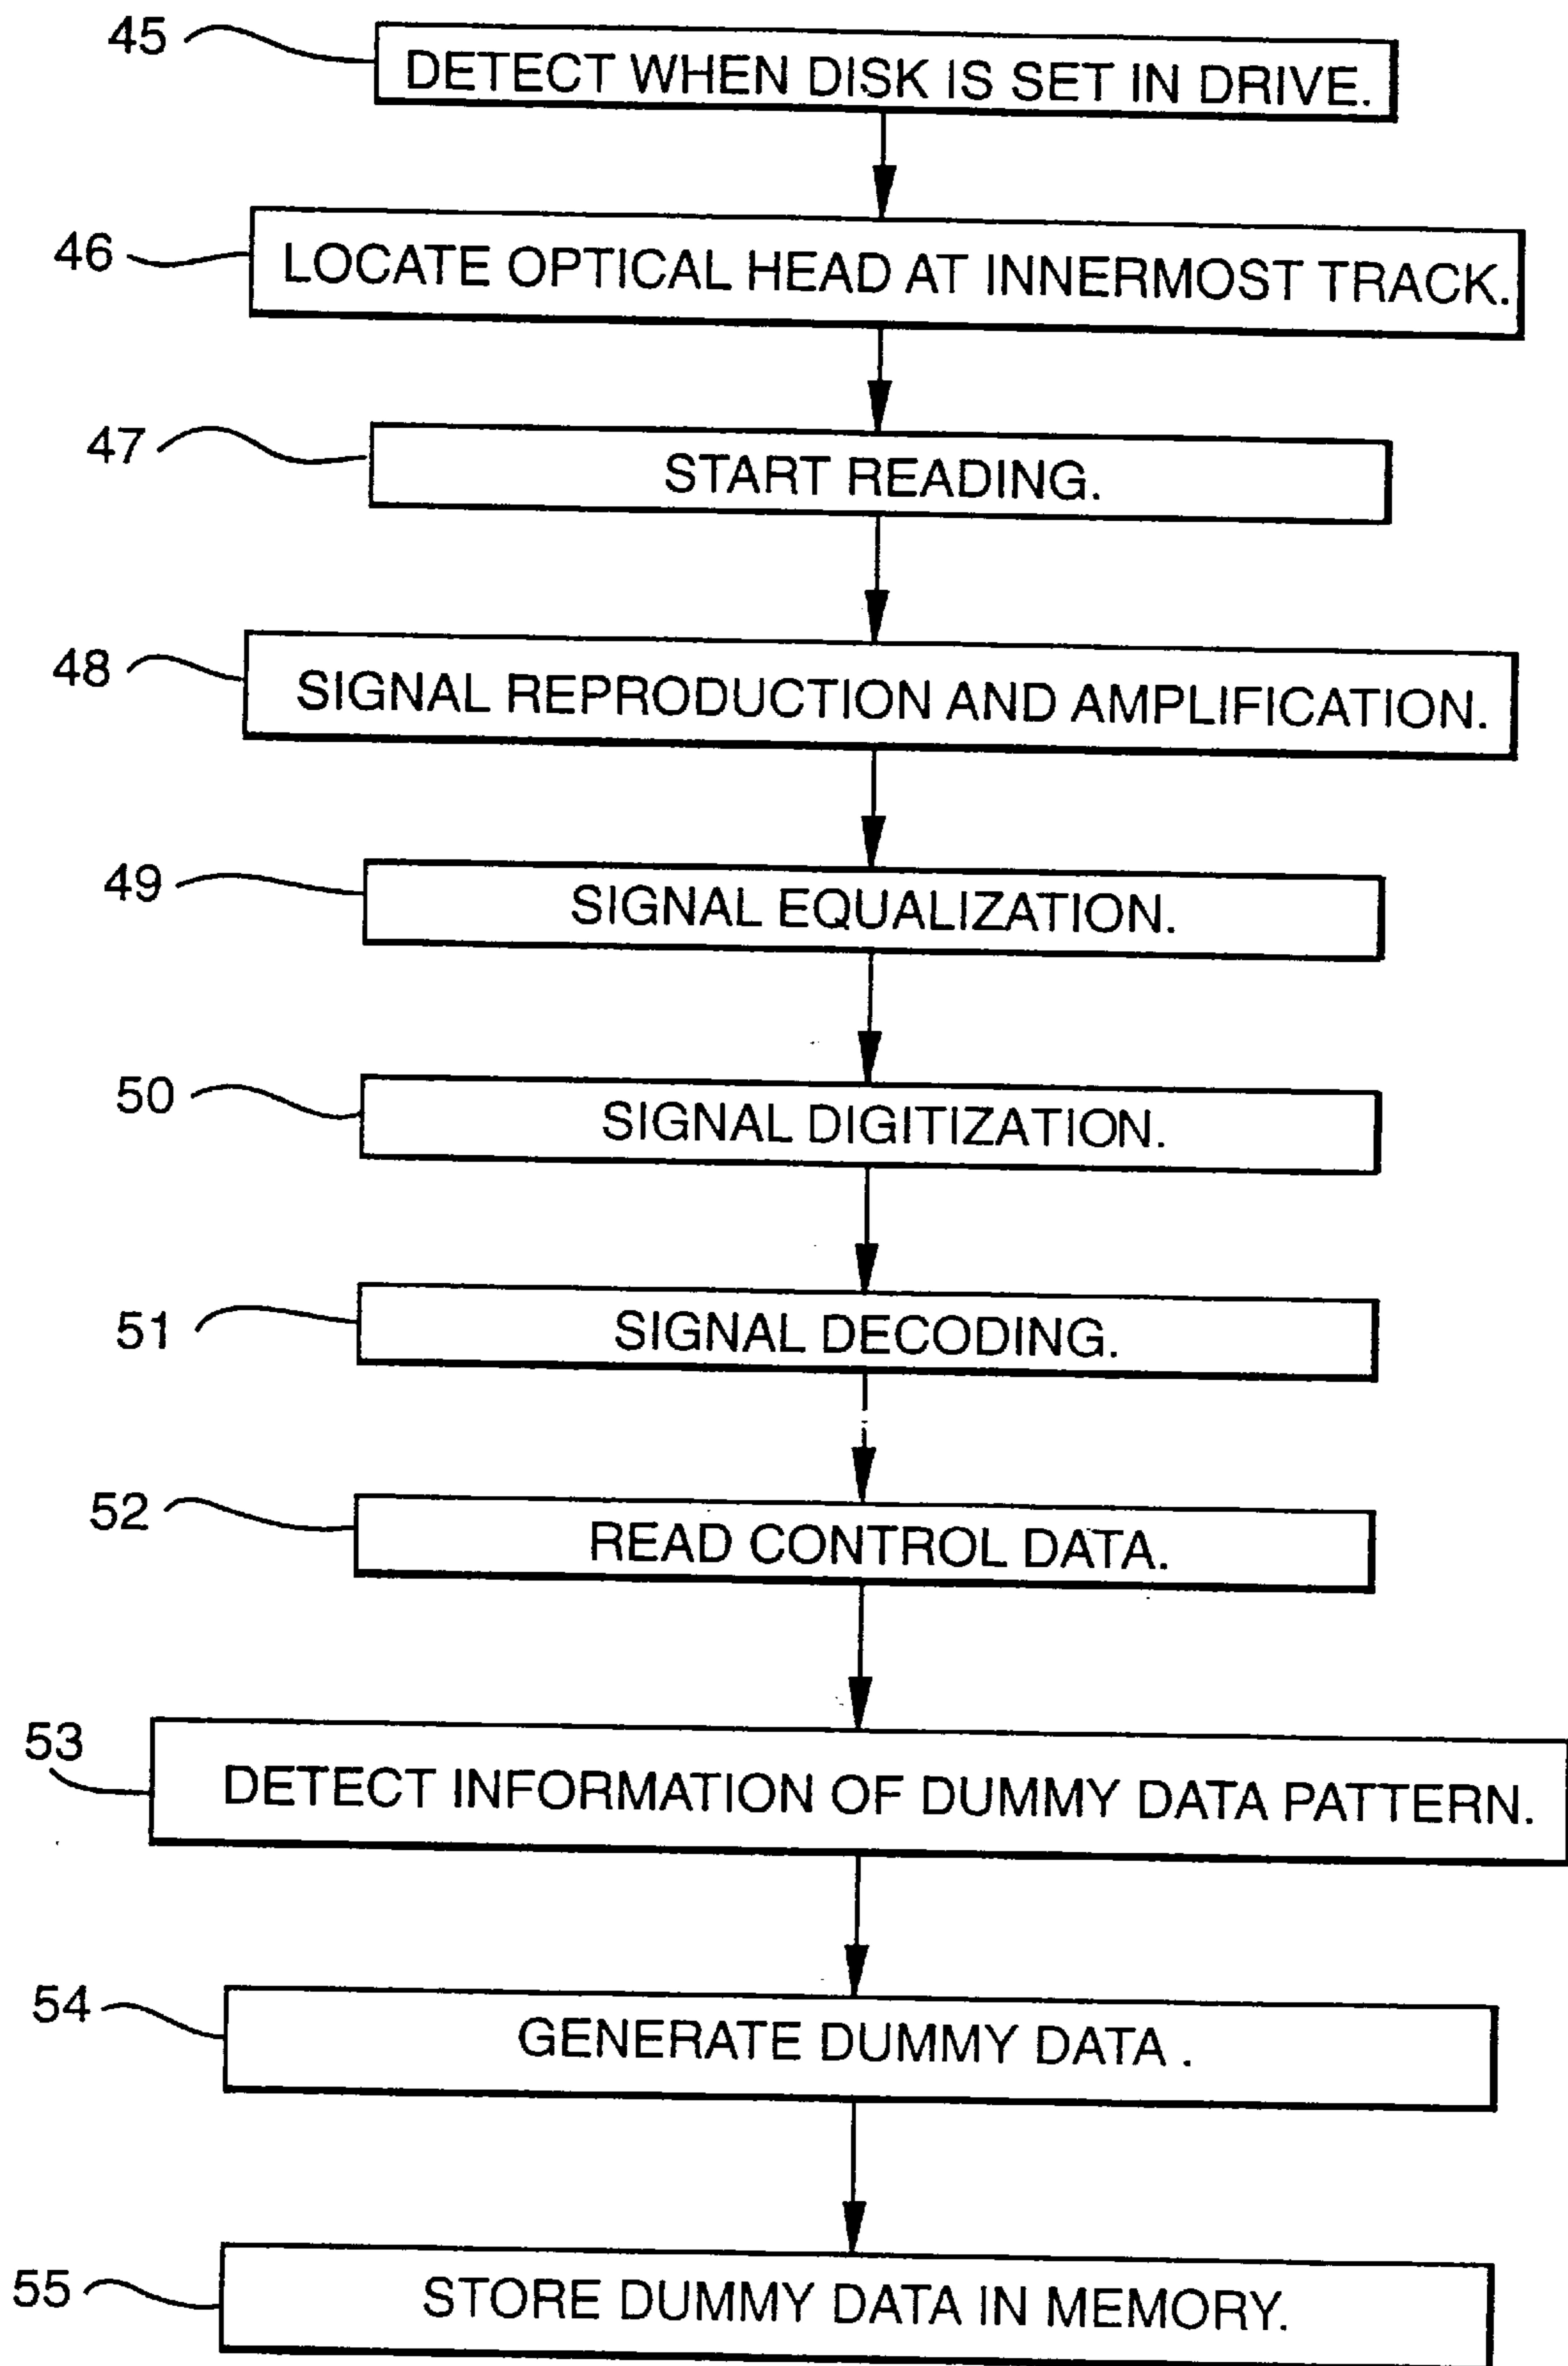 45 DETECT WHEN DISK IS SET IN DRIVE.
46 LOCATE OPTICAL HEAD AT INNERMOST TRACK.
47 START READING.
48 SIGNAL REPRODUCTION AND AMPLIFICATION.
49 SIGNAL EQUALIZATION.
50 SIGNAL DIGITIZATION.
51 SIGNAL DECODING.
52 READ CONTROL DATA.
53 DETECT INFORMATION OF DUMMY DATA PATTERN.
54 GENERATE DUMMY DATA .
55 STORE DUMMY DATA IN MEMORY.